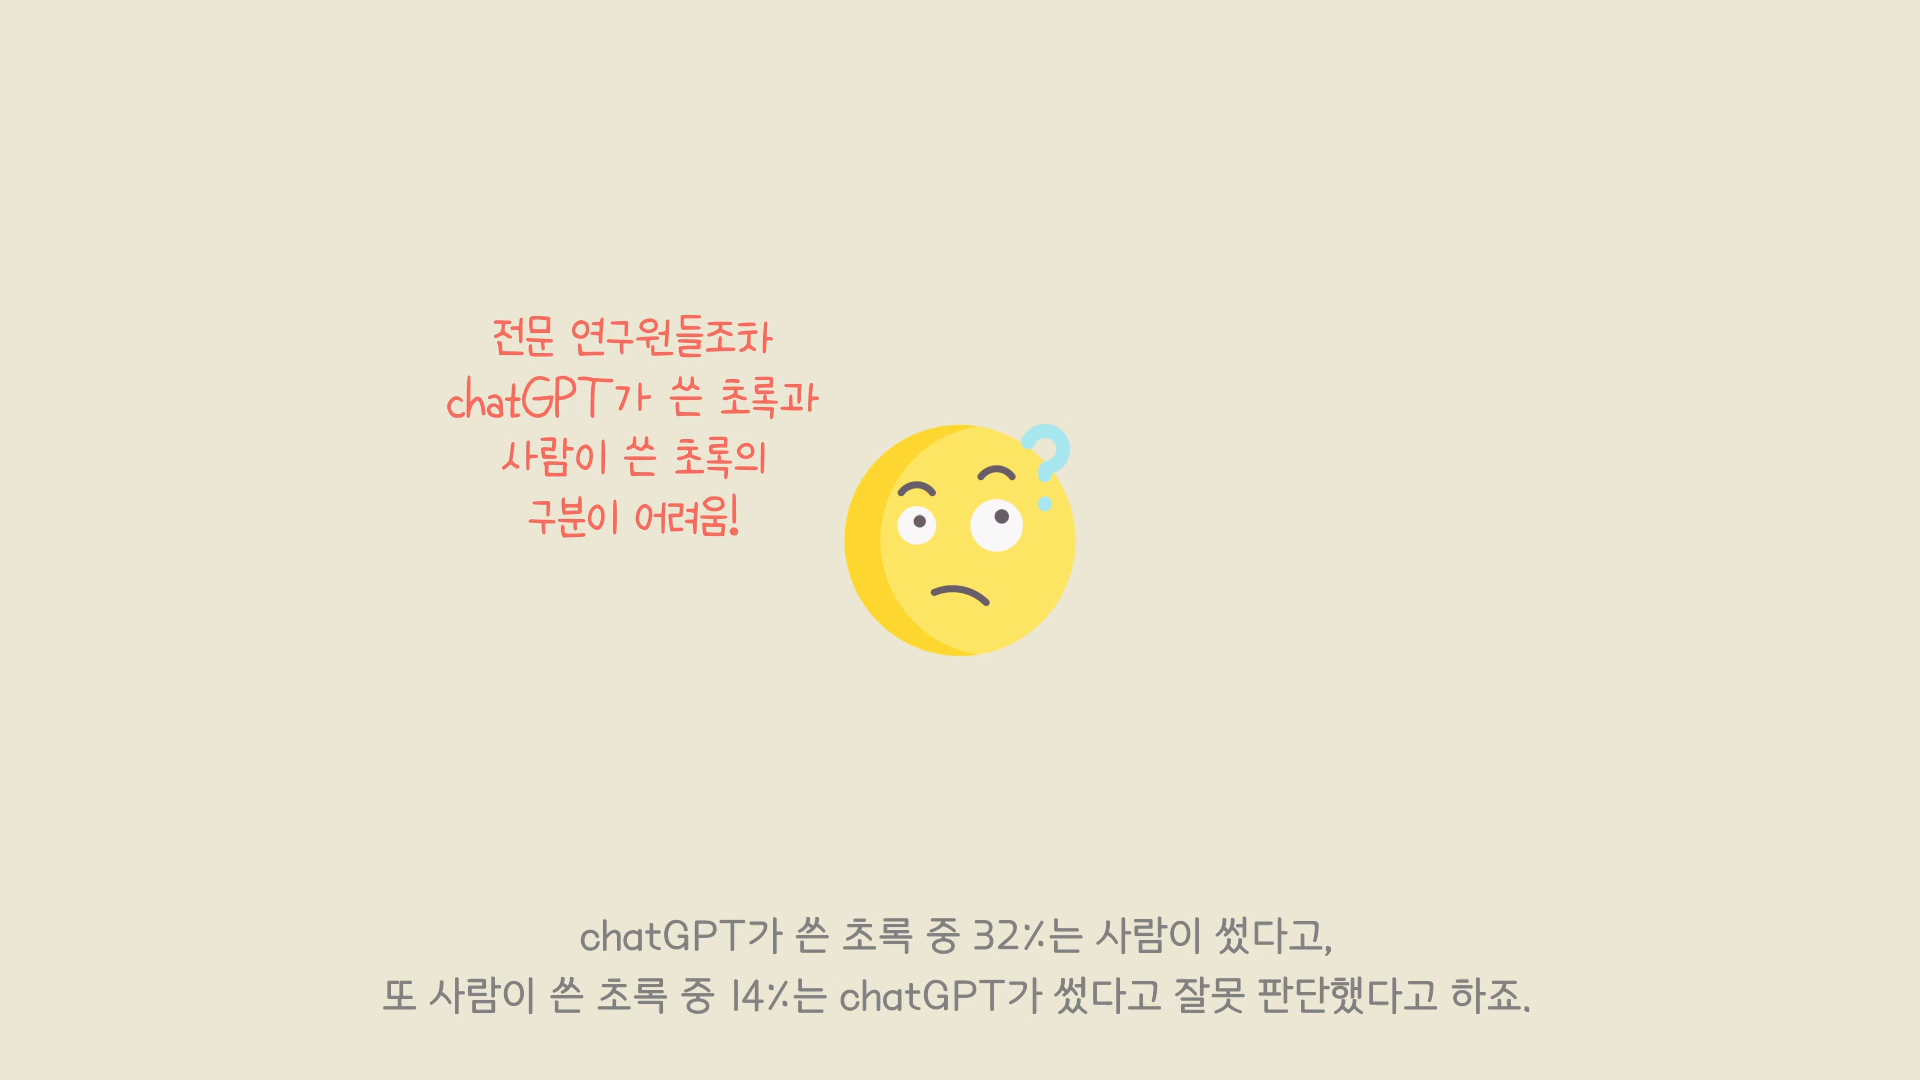 전문 연구원들조차
chatGPT가 쓴 초록과
사람이 쓴 초록의
구분이 어려움!
chatGPT가 쓴 초록 중 32%는 사람이 썼다고,
또 사람이 쓴 초록 중 14%는 chatGPT가 썼다고 잘못 판단했다고 하죠.